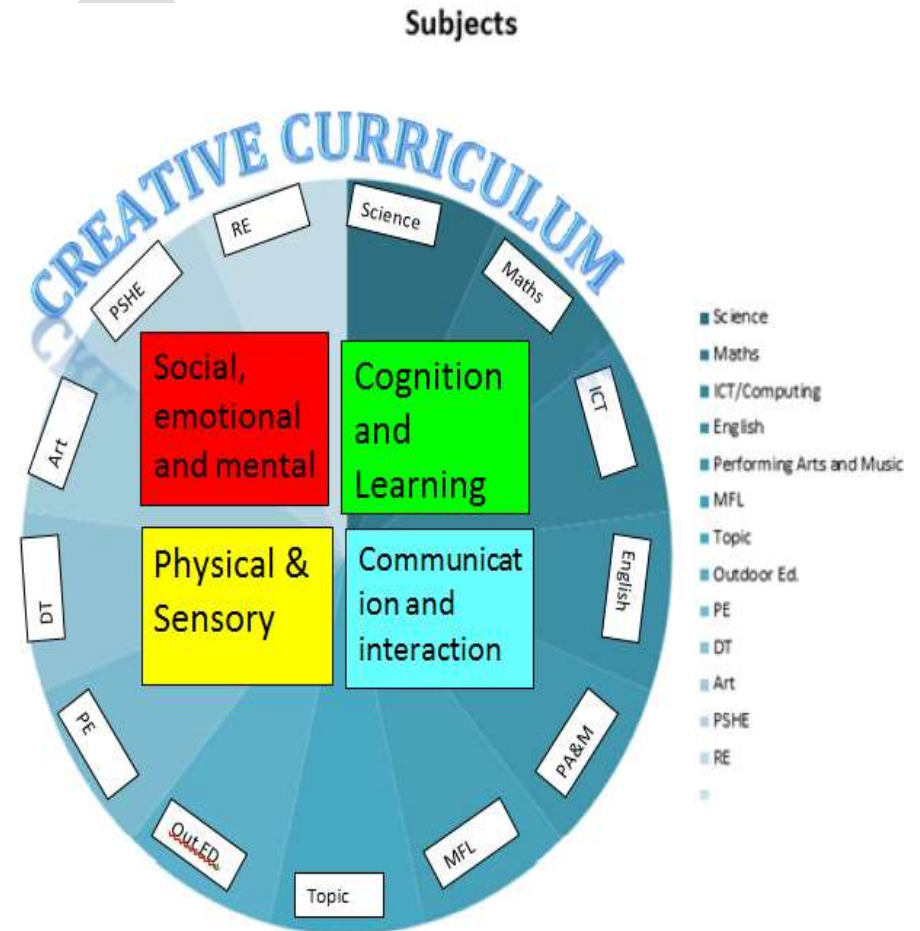 Subjects
CREATIVE CURRICULUM
RE
Science
PSHE
Maths
Art
ICT
DT
English
PE
PA&M
Out ED
MFL
Topic
Social,
emotional
and mental
Cognition
and
Learning
Physical &
Sensory
Communicat
ion and
interaction
Science
Maths
ICT/Computing
English
Performing Arts and Music
MFL
Topic
Outdoor Ed.
PE
DT
Art
PSHE
RE